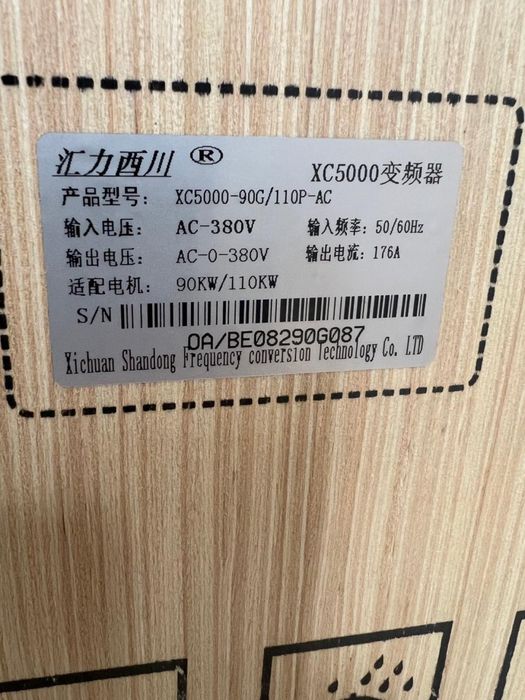 汇力西川 ®
XC5000变频器
产品型号: XC5000-90G/110P-AC
输入电压: AC-380V 输入频率: 50/60Hz
输出电压: AC-0-380V 输出电流: 176A
适配电机: 90KW/110KW
S/N
OA/BE08290G087
Xichuan Shandong Frequency conversion Technology Co. LTD